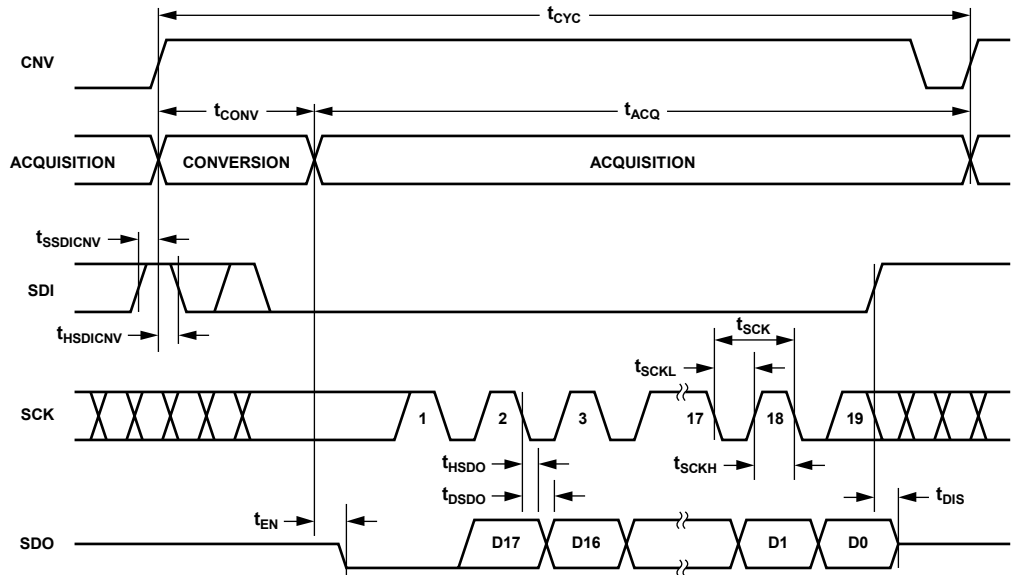 tCYC
CNV
tCONV
tACQ
ACQUISITION
CONVERSION
ACQUISITION
tSSDICNV
SDI
tHSDICNV
tSCK
tSCKL
SCK
1
2
3
17
18
19
tHSDO
tSCKH
tDSDO
tDIS
tEN
SDO
D17
D16
D1
D0